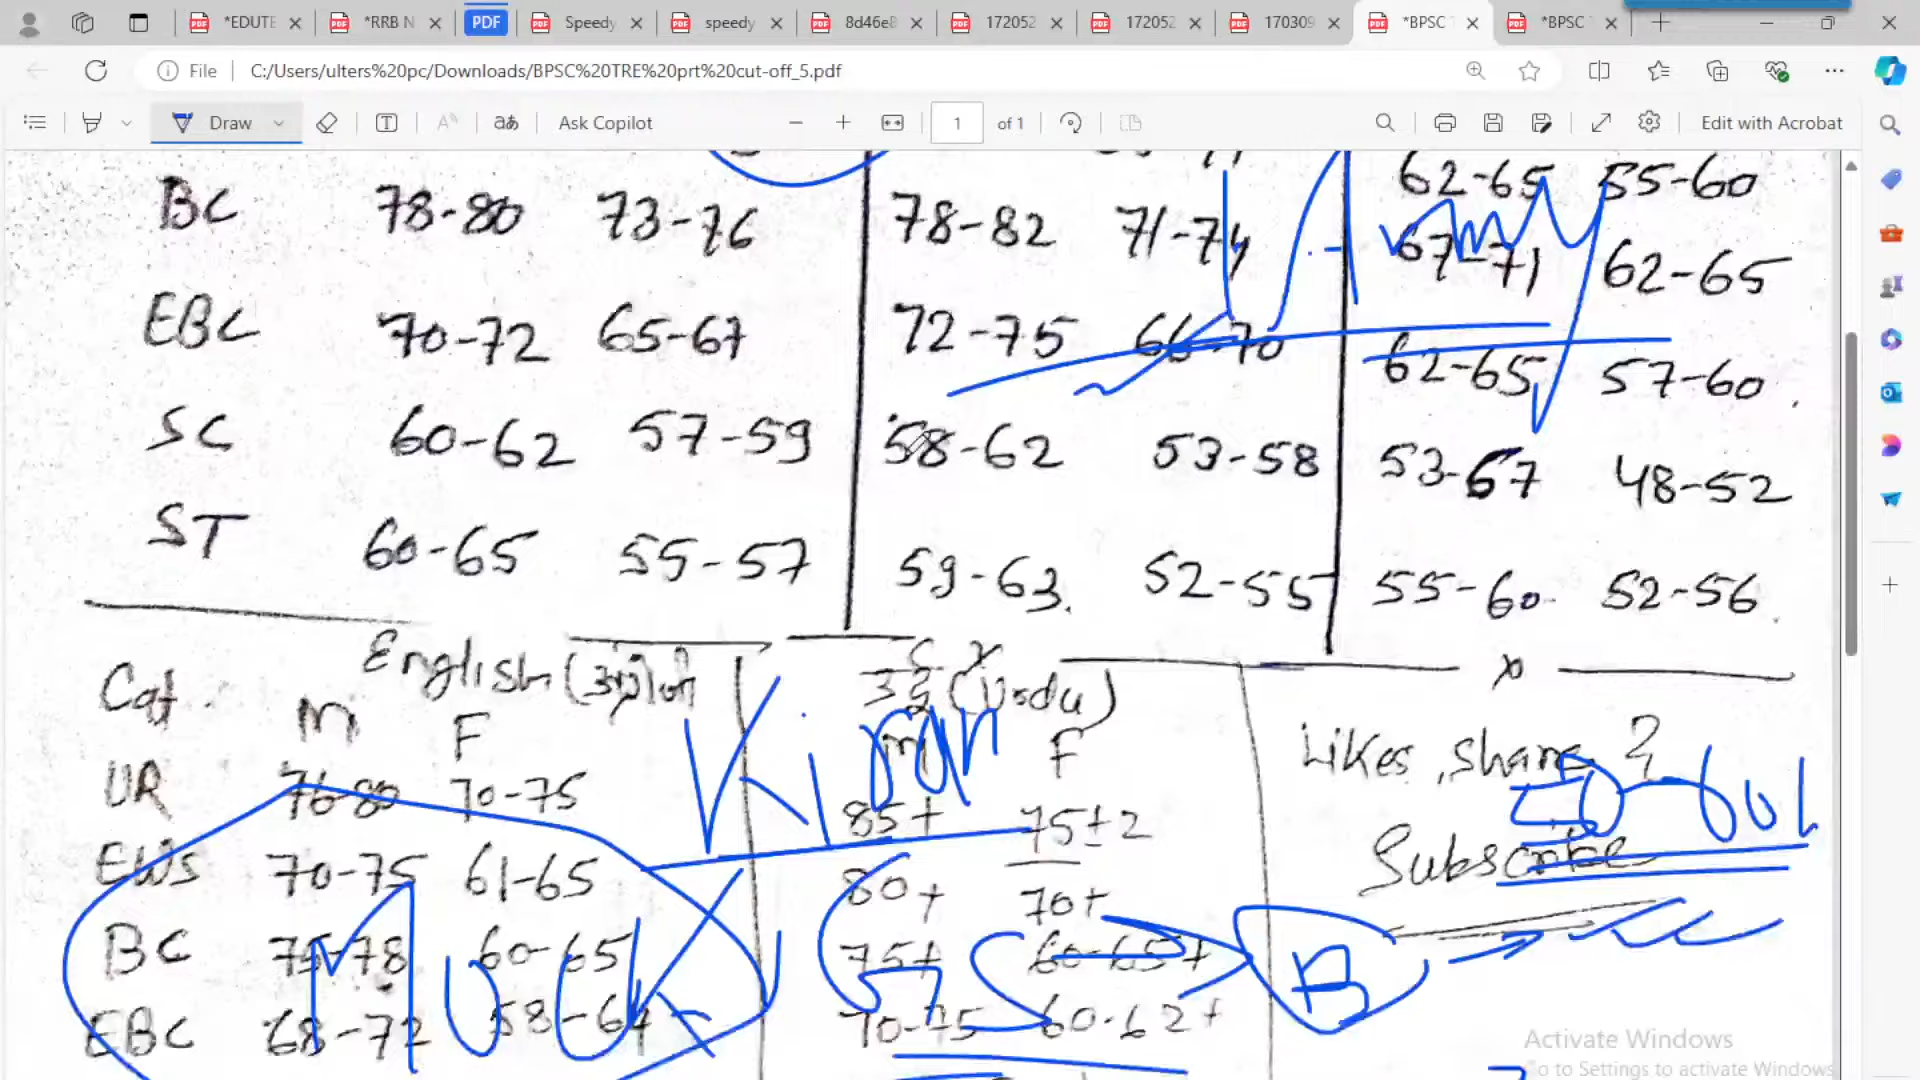 *EDUTE
*RRB N
PDF
Speedy
speedy
8d46e8
172052
172052
170309
*BPSC T
*BPSC
File
C:/Users/ulters%20pc/Downloads/BPSC%20TRE%20prt%20cut-off_5.pdf
Draw
Ask Copilot
1 of 1
Edit with Acrobat
62-65 55-60
BC 78-80 73-76 78-82 71-74 67-71 62-65
EBC 70-72 65-67 72-75 66-70 62-65 57-60
SC 60-62 57-59 58-62 53-58 53-57 48-52
ST 60-65 55-57 59-63 52-55 55-60 52-56
English
(Urdu)
Cat. M F M F
Likes, Share &
UR 76-80 70-75 85+ 75±2
Subscribe
EWS 70-75 61-65 80+ 70+
BC 75-78 60-65 75+ 60-65+
EBC 68-72 58-64 70-75 60-62+
Kiran
B
Activate Windows
Go to Settings to activate Windows